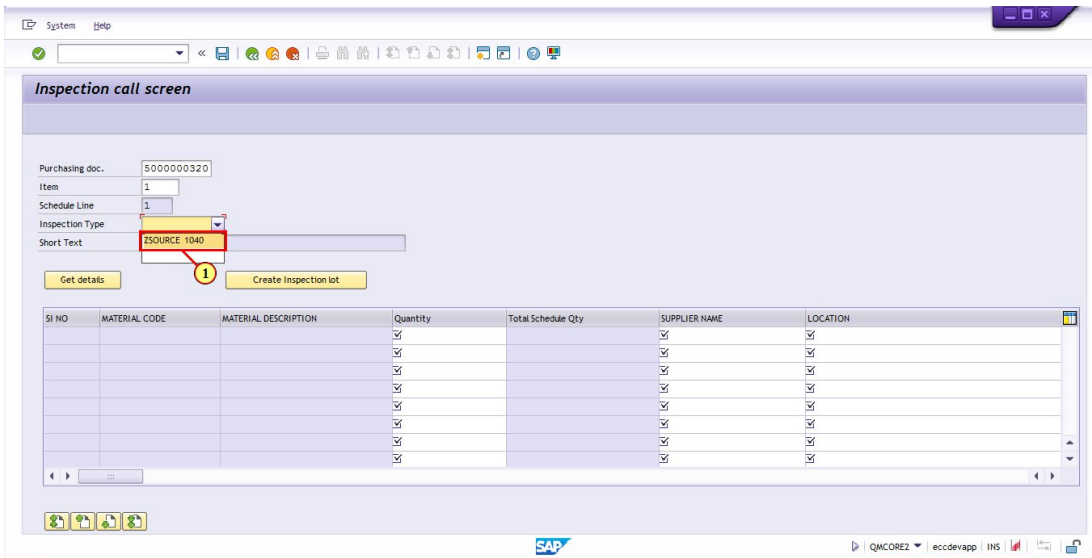 System Help
Inspection call screen
Purchasing doc. 5000000320
Item 1
Schedule Line 1
Inspection Type
Short Text ZSOURCE 1040
1
Get details Create Inspection lot
SI NO MATERIAL CODE MATERIAL DESCRIPTION Quantity Total Schedule Qty SUPPLIER NAME LOCATION
SAP QMCORE2 eccdevapp INS